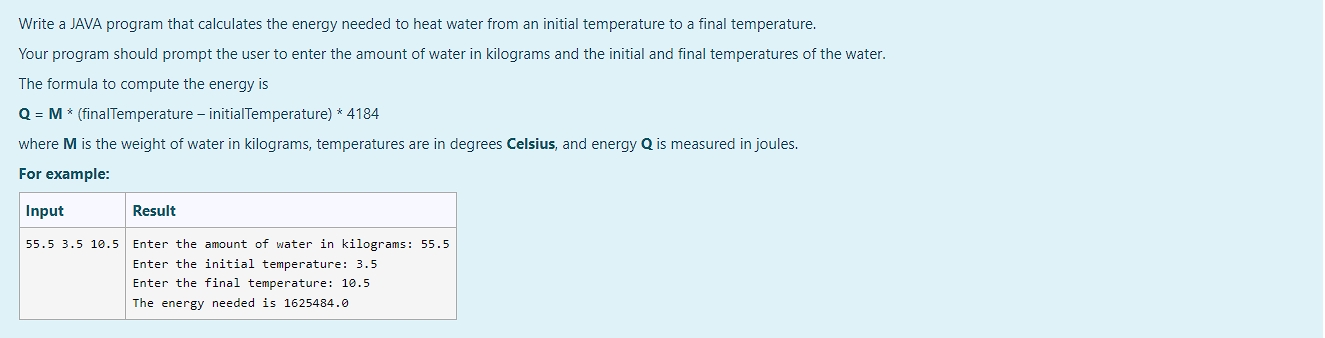 Write a JAVA program that calculates the energy needed to heat water from an initial temperature to a final temperature.
Your program should prompt the user to enter the amount of water in kilograms and the initial and final temperatures of the water.
The formula to compute the energy is
Q = M * (finalTemperature – initialTemperature) * 4184
where M is the weight of water in kilograms, temperatures are in degrees Celsius, and energy Q is measured in joules.
For example:
Input Result
55.5 3.5 10.5 Enter the amount of water in kilograms: 55.5
Enter the initial temperature: 3.5
Enter the final temperature: 10.5
The energy needed is 1625484.0